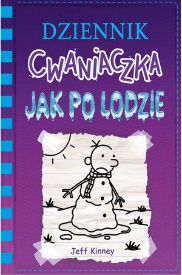 DZIENNIK
CWANIACZKA
JAK PO LODZIE
Jeff Kinney